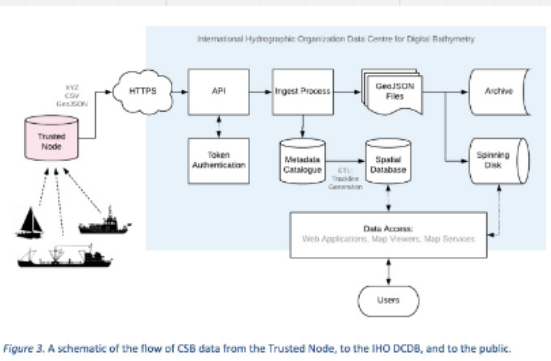 International Hydrographic Organization Data Centre for Digital Bathymetry
XYZ
CSV
GeoJSON
HTTPS
API
Ingest Process
GeoJSON
Files
Archive
Trusted
Node
Token
Authentication
Metadata
Catalogue
ETL:
Trackline
Generation
Spatial
Database
Spinning
Disk
Data Access:
Web Applications, Map Viewers, Map Services
Users
Figure 3. A schematic of the flow of CSB data from the Trusted Node, to the IHO DCDB, and to the public.